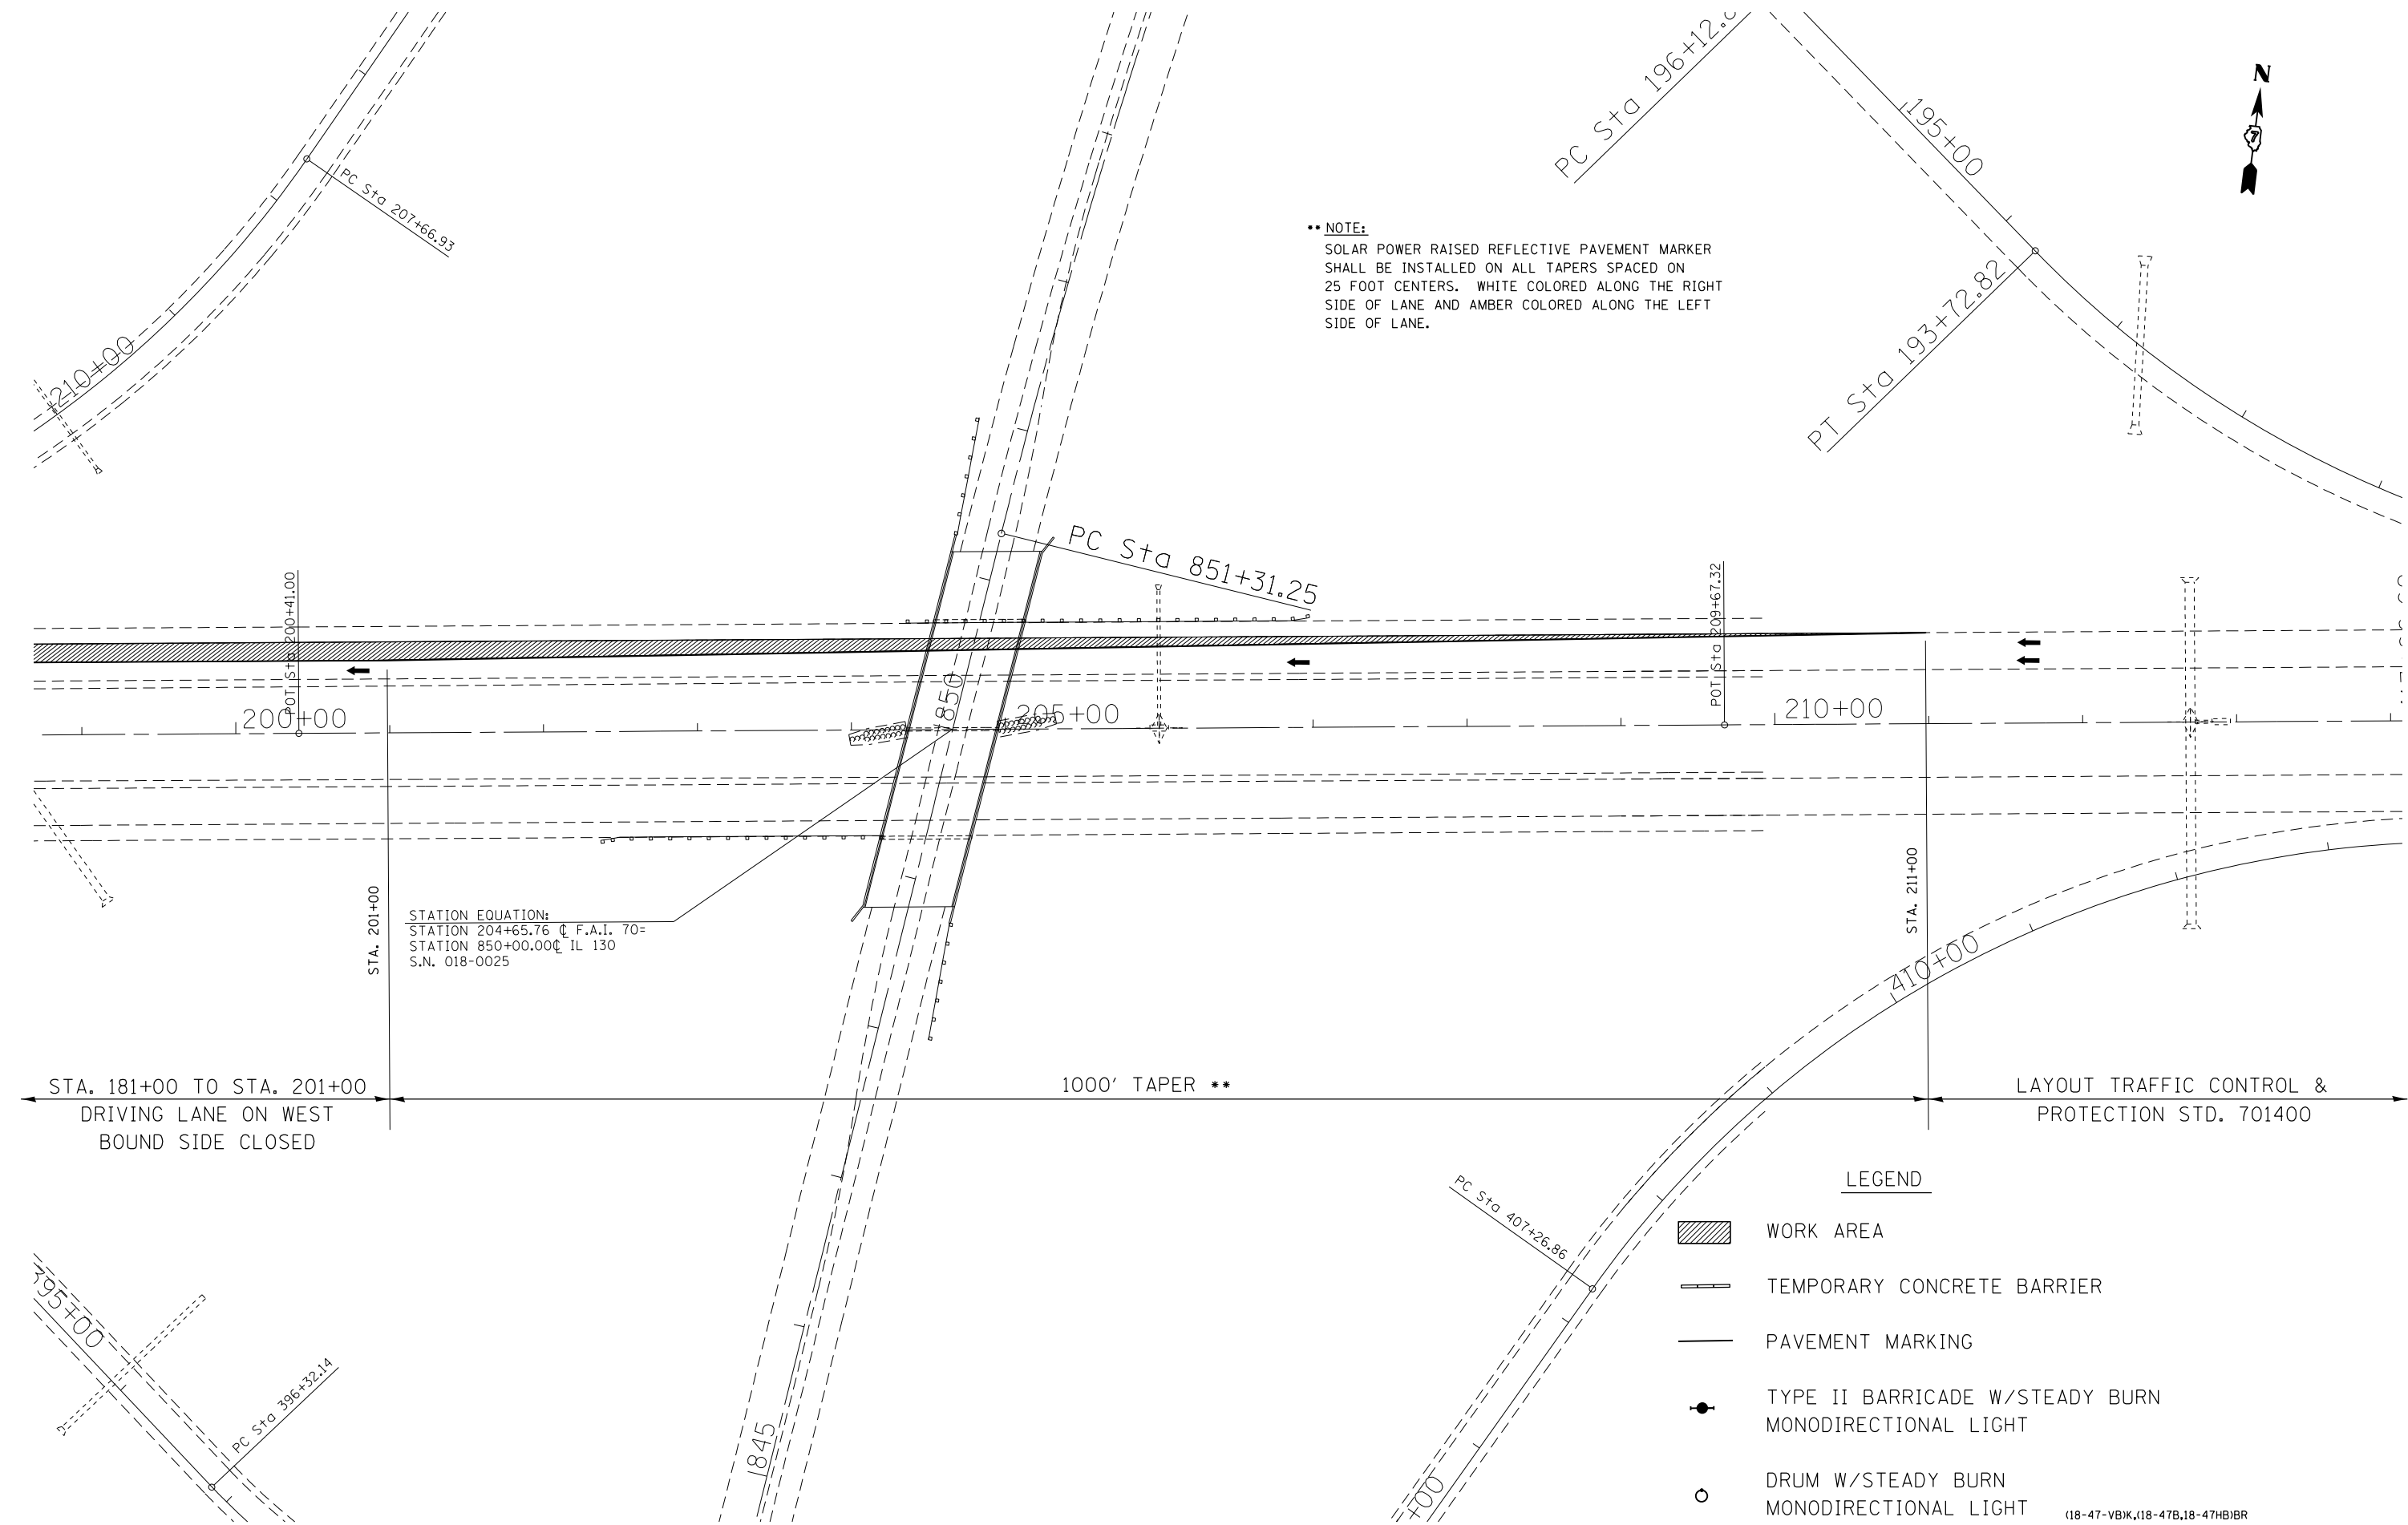 N
7
PC Sta 207+66.93
PC Sta 196+12.
195+00
PT Sta 193+72.82
210+00
** NOTE:
SOLAR POWER RAISED REFLECTIVE PAVEMENT MARKER
SHALL BE INSTALLED ON ALL TAPERS SPACED ON
25 FOOT CENTERS. WHITE COLORED ALONG THE RIGHT
SIDE OF LANE AND AMBER COLORED ALONG THE LEFT
SIDE OF LANE.
PC Sta 851+31.25
POT Sta 200+41.00
POT Sta 209+67.32
200+00
850
205+00
210+00
STA. 201+00
STATION EQUATION:
STATION 204+65.76 ℄ F.A.I. 70=
STATION 850+00.00℄ IL 130
S.N. 018-0025
STA. 211+00
410+00
STA. 181+00 TO STA. 201+00
DRIVING LANE ON WEST
BOUND SIDE CLOSED
1000' TAPER **
LAYOUT TRAFFIC CONTROL &
PROTECTION STD. 701400
PC Sta 407+26.86
395+00
PC Sta 396+32.14
845
+00
LEGEND
WORK AREA
TEMPORARY CONCRETE BARRIER
PAVEMENT MARKING
TYPE II BARRICADE W/STEADY BURN
MONODIRECTIONAL LIGHT
DRUM W/STEADY BURN
MONODIRECTIONAL LIGHT
(18-47-VB)K,(18-47B,18-47HB)BR